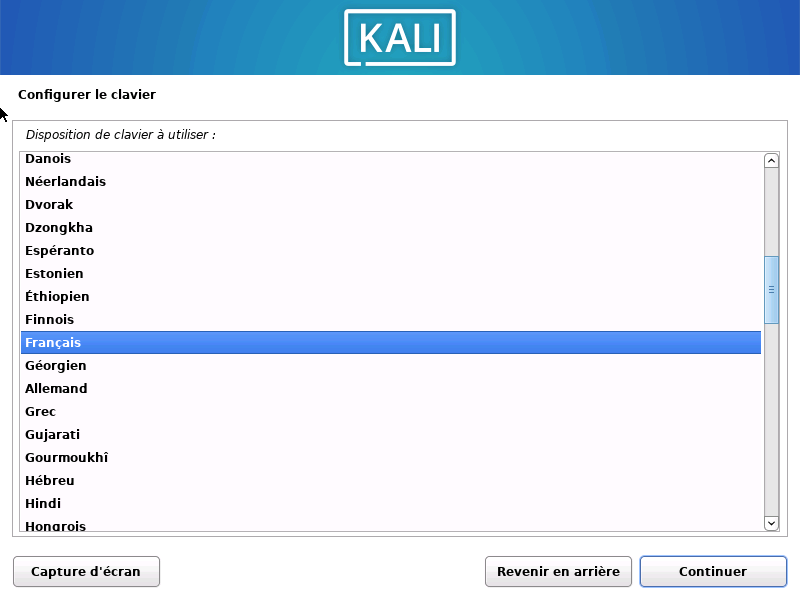 KALI
Configurer le clavier
Disposition de clavier à utiliser :
Danois
Néerlandais
Dvorak
Dzongkha
Espéranto
Estonien
Éthiopien
Finnois
Français
Géorgien
Allemand
Grec
Gujarati
Gourmoukhî
Hébreu
Hindi
Hongrois
Capture d'écran
Revenir en arrière
Continuer